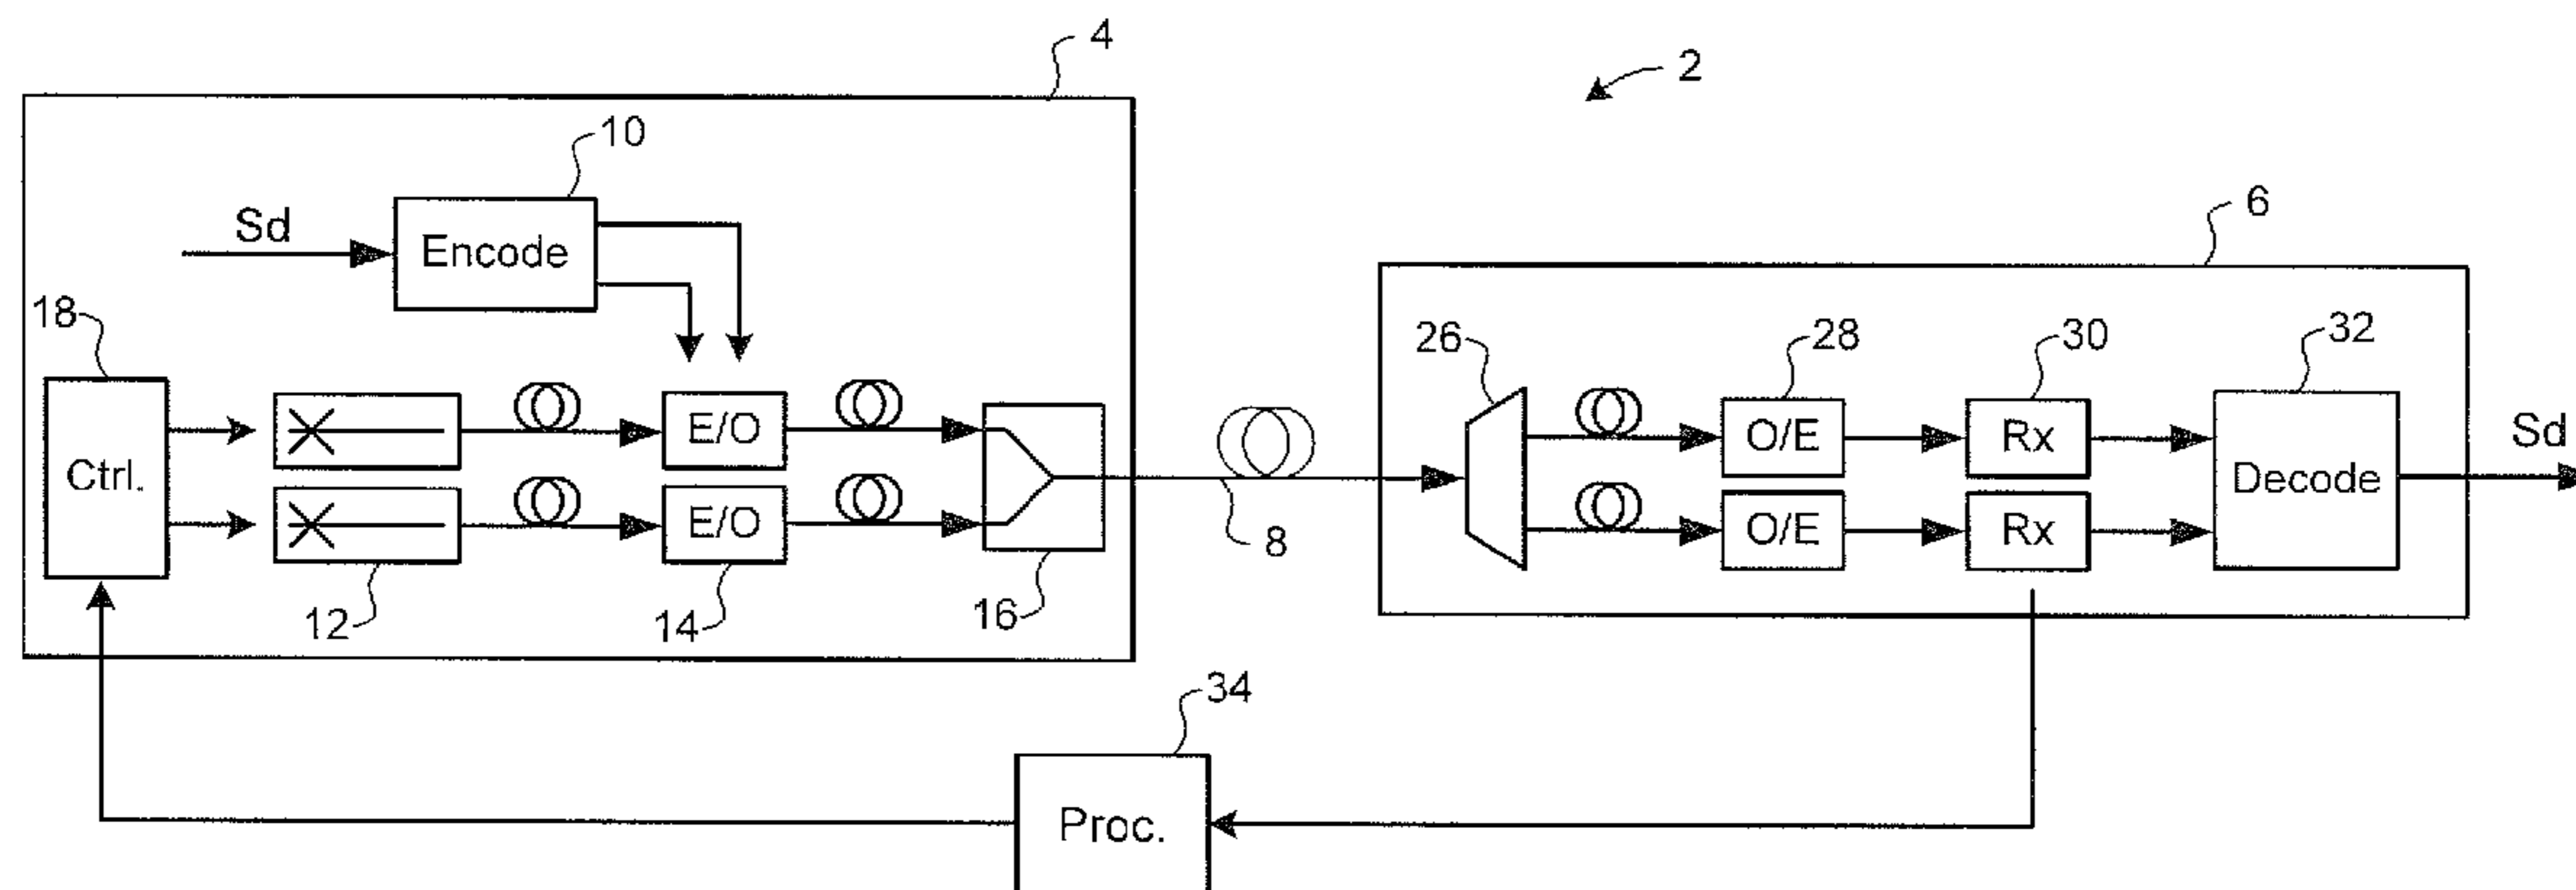 4
2
10
6
Sd
Encode
18
26
28
30
32
Ctrl.
E/O
E/O
O/E
O/E
Rx
Rx
Decode
Sd
12
14
16
8
34
Proc.